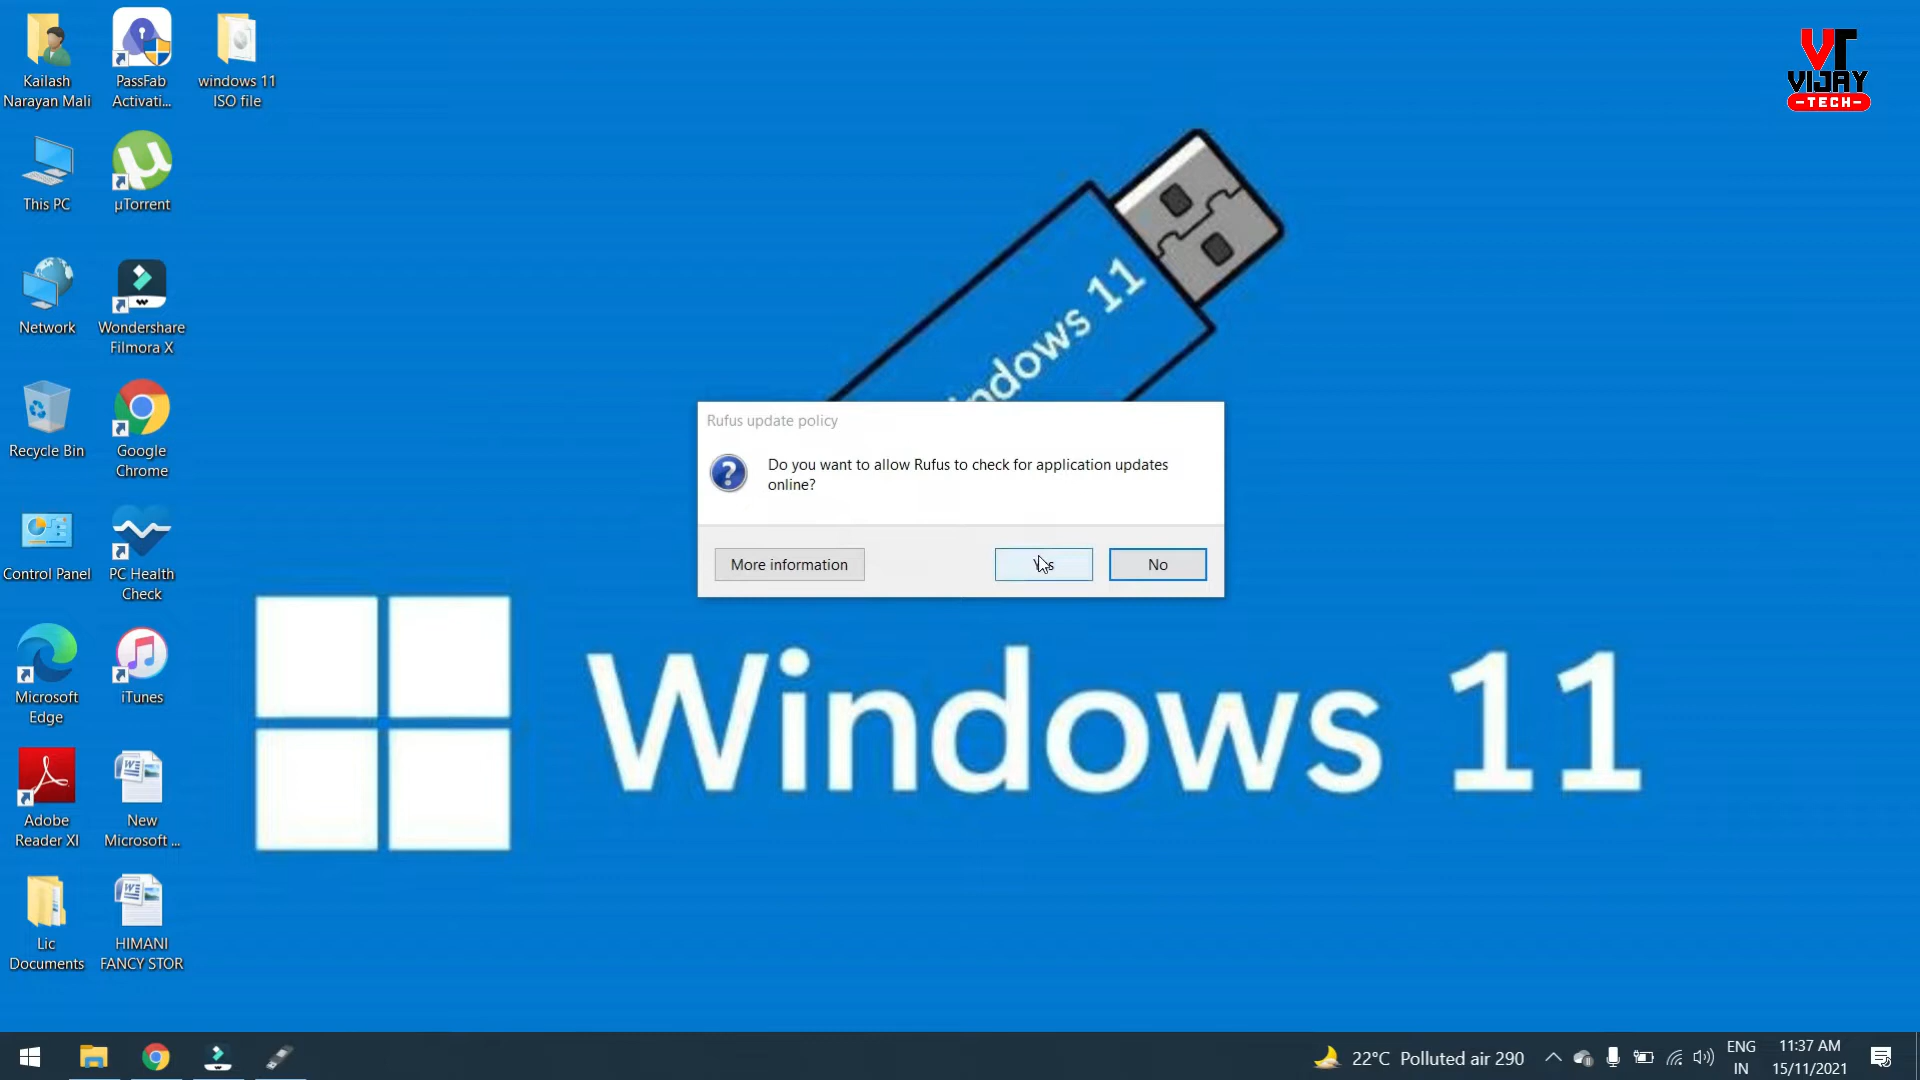 Kailash
Narayan Mali
PassFab
Activati...
windows 11
ISO file
VT
VIJAY
-TECH-
This PC
µTorrent
Network
Wondershare
Filmora X
Recycle Bin
Google
Chrome
Control Panel
PC Health
Check
Microsoft
Edge
iTunes
Adobe
Reader XI
New
Microsoft ...
Lic
Documents
HIMANI
FANCY STOR
indows 11
Rufus update policy
Do you want to allow Rufus to check for application updates
online?
More information
No
Windows 11
22°C Polluted air 290
ENG
IN
11:37 AM
15/11/2021